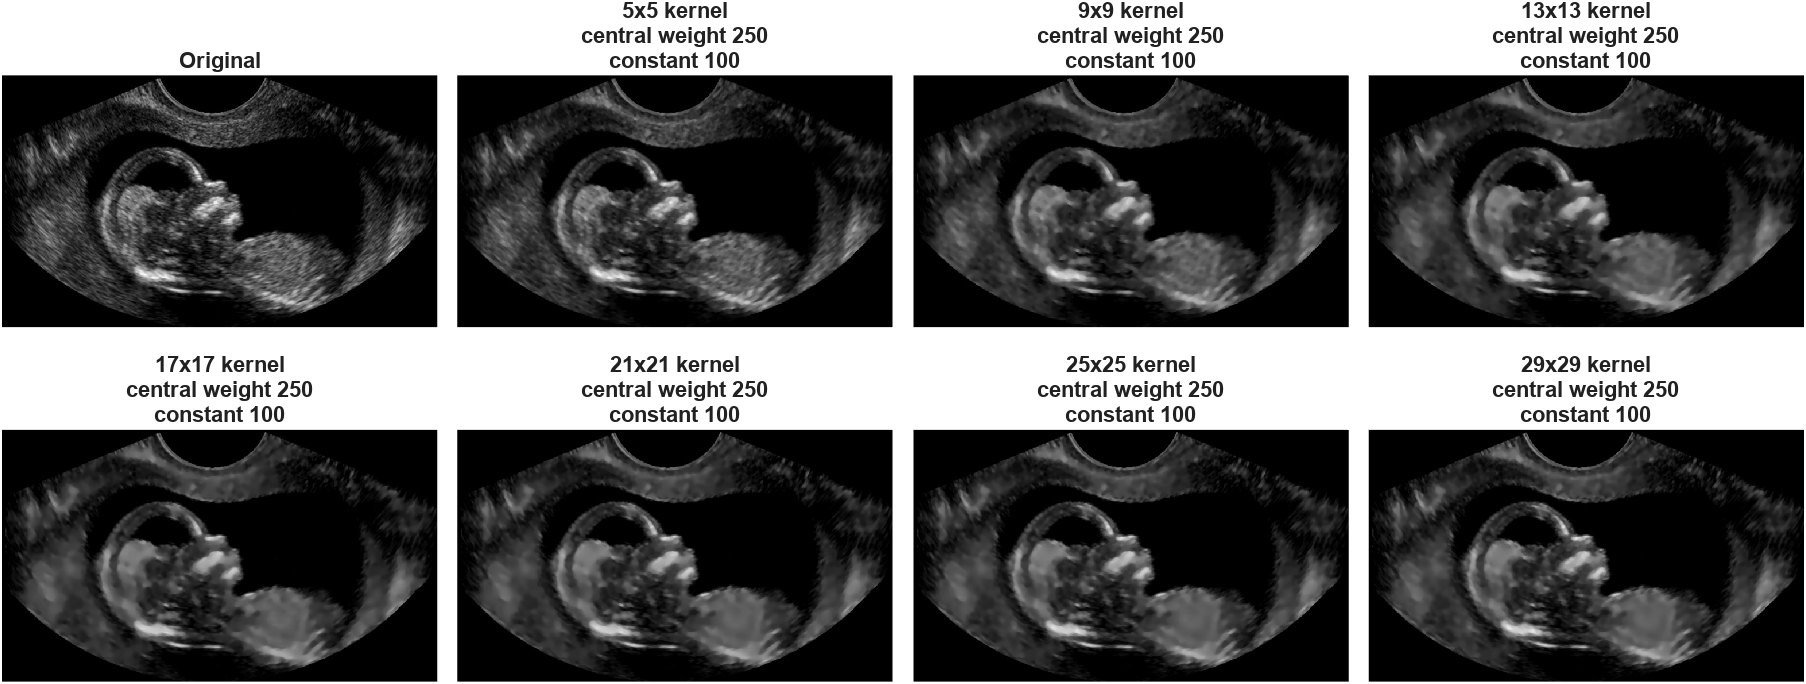 Original
5x5 kernel
central weight 250
constant 100
9x9 kernel
central weight 250
constant 100
13x13 kernel
central weight 250
constant 100
17x17 kernel
central weight 250
constant 100
21x21 kernel
central weight 250
constant 100
25x25 kernel
central weight 250
constant 100
29x29 kernel
central weight 250
constant 100